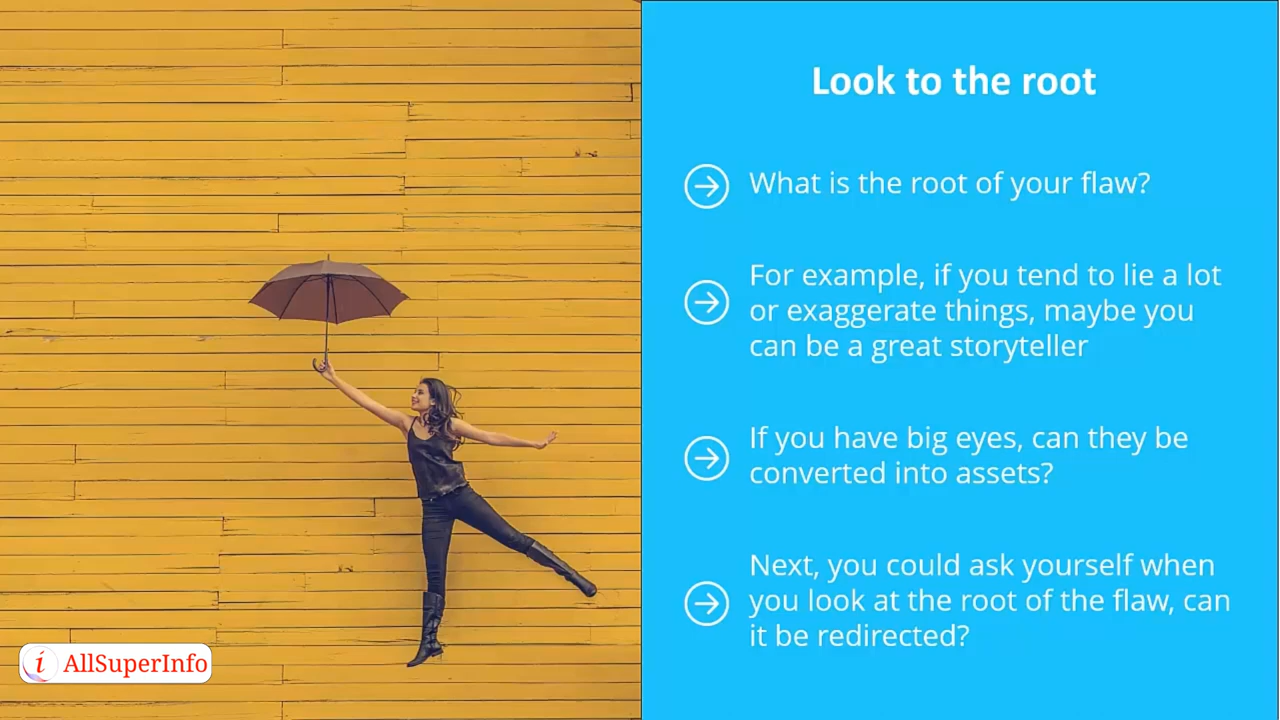 Look to the root
What is the root of your flaw?
For example, if you tend to lie a lot
or exaggerate things, maybe you
can be a great storyteller
If you have big eyes, can they be
converted into assets?
Next, you could ask yourself when
you look at the root of the flaw, can
it be redirected?
i AllSuperInfo